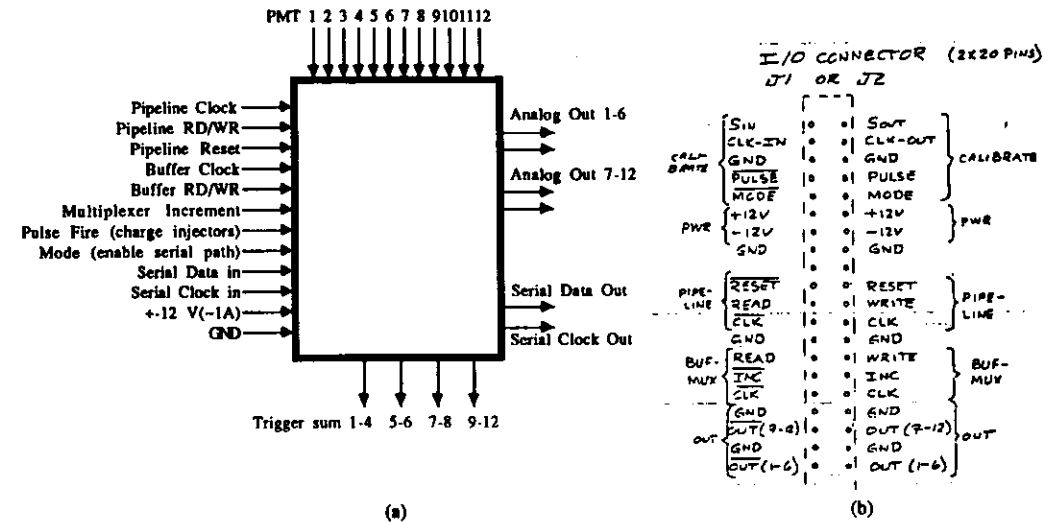 PMT 1 2 3 4 5 6 7 8 9 10 11 12
Pipeline Clock
Pipeline RD/WR
Pipeline Reset
Buffer Clock
Buffer RD/WR
Multiplexer Increment
Pulse Fire (charge injectors)
Mode (enable serial path)
Serial Data in
Serial Clock in
+-12 V(~1A)
GND
Analog Out 1-6
Analog Out 7-12
Serial Data Out
Serial Clock Out
Trigger sum 1-4 5-6 7-8 9-12
(a)
I/O CONNECTOR (2X20 PINS)
J1 OR J2
CALI-
BRATE
SIN SOUT
CLK-IN CLK-OUT
GND GND
PULSE PULSE
MODE MODE
CALIBRATE
PWR
+12V +12V
-12V -12V
GND GND
PWR
PIPE-
LINE
RESET RESET
READ WRITE
CLK CLK
GND GND
PIPE-
LINE
BUF-
MUX
READ WRITE
INC INC
CLK CLK
BUF-
MUX
OUT
GND GND
OUT (7-12) OUT (7-12)
GND GND
OUT (1-6) OUT (1-6)
OUT
(b)